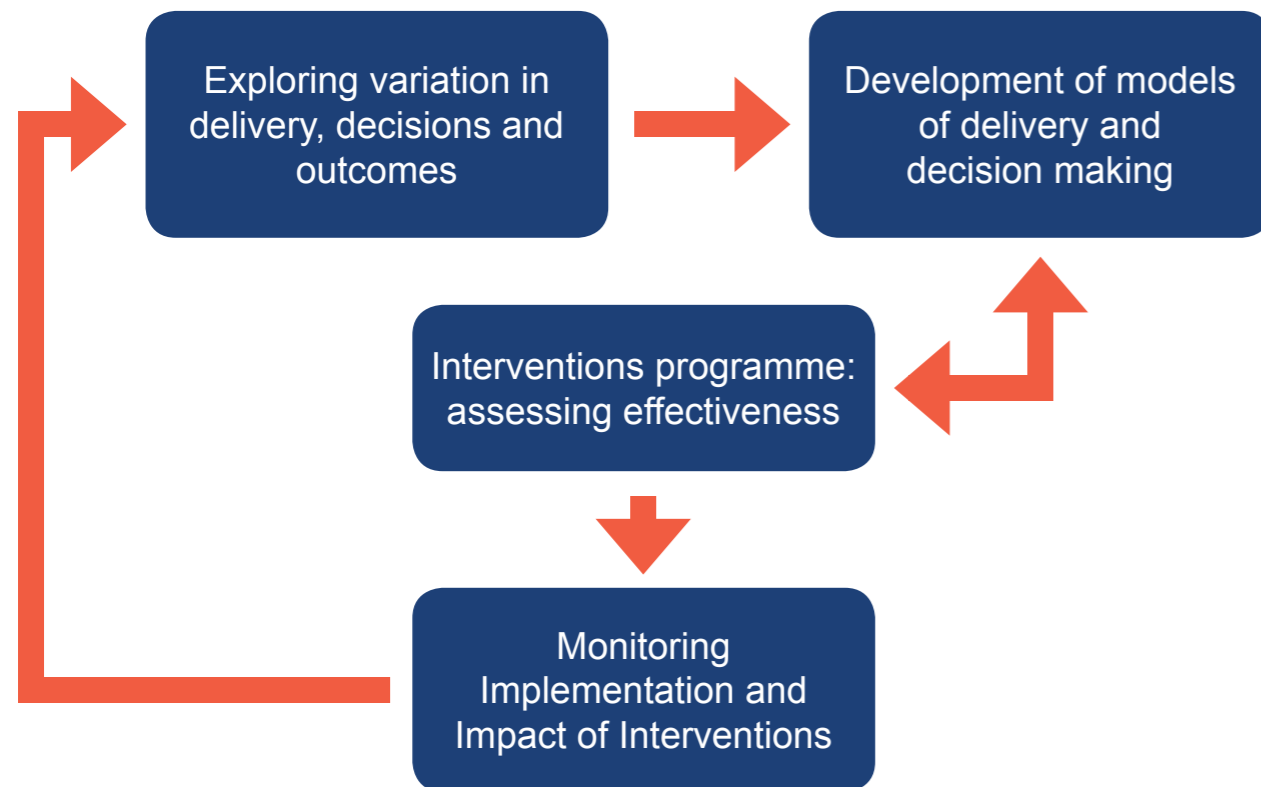 Exploring variation in
delivery, decisions and
outcomes
Development of models
of delivery and
decision making
Interventions programme:
assessing effectiveness
Monitoring
Implementation and
Impact of Interventions